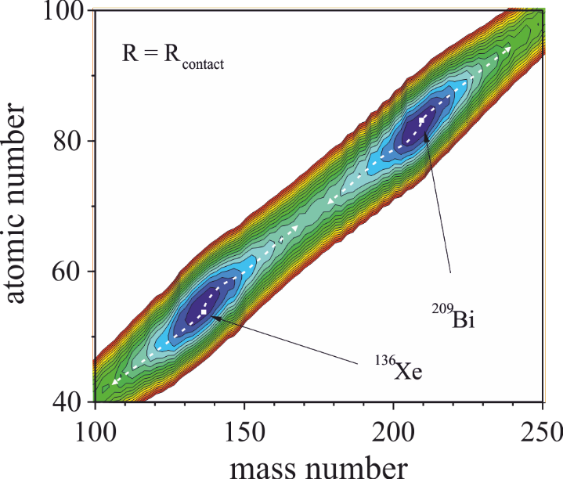 100
R = Rcontact
80
atomic number
60
209Bi
136Xe
40
100 150 200 250
mass number